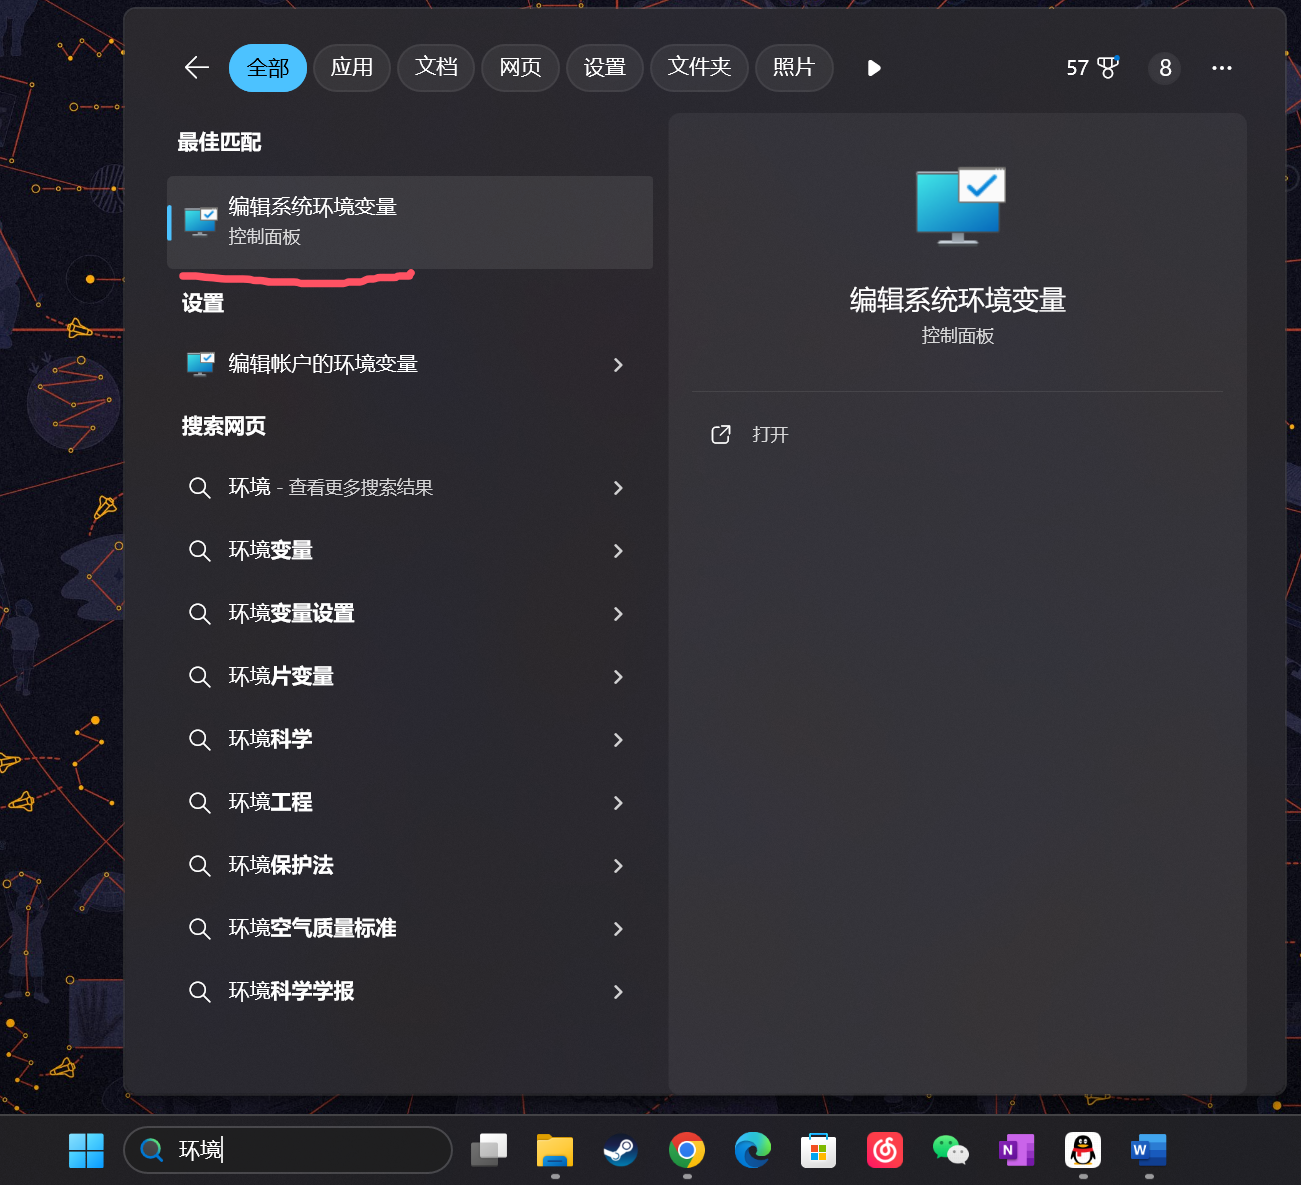 全部 应用 文档 网页 设置 文件夹 照片 57 8
最佳匹配
编辑系统环境变量
控制面板
设置
编辑帐户的环境变量
搜索网页
环境 - 查看更多搜索结果
环境变量
环境变量设置
环境片变量
环境科学
环境工程
环境保护法
环境空气质量标准
环境科学学报
编辑系统环境变量
控制面板
打开
环境
N
W